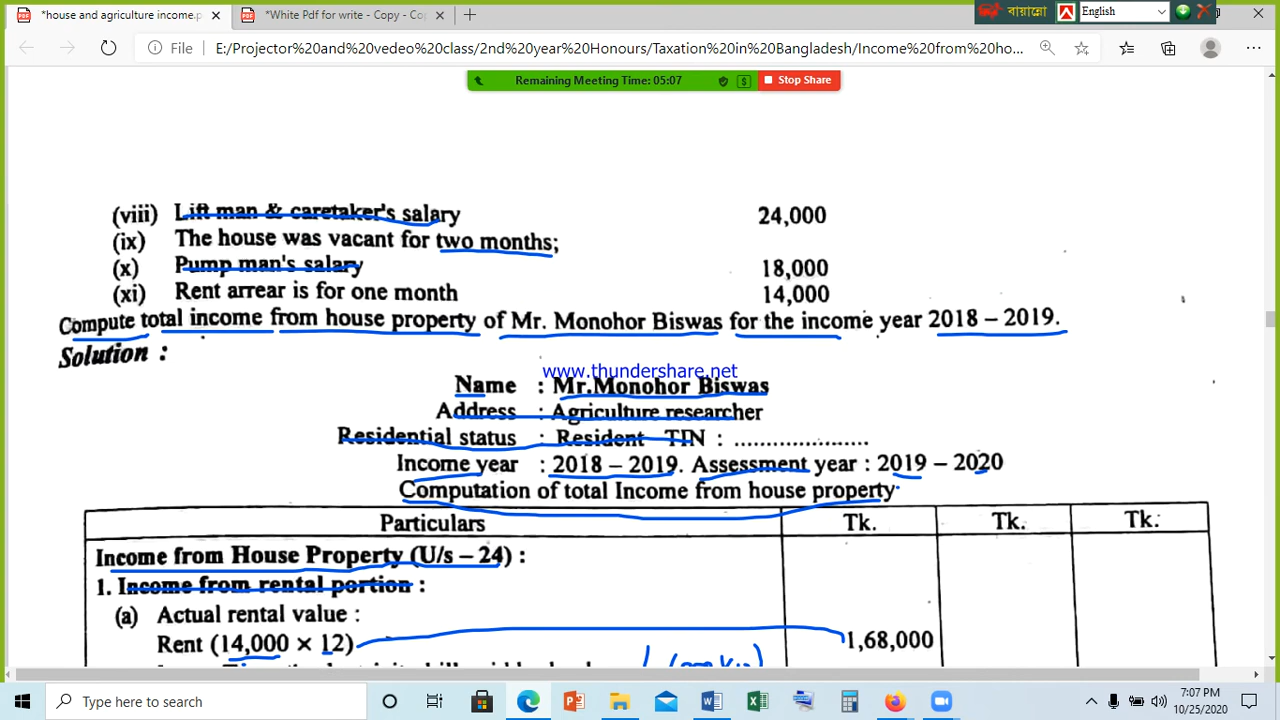 *house and agriculture income.p
*White Pdf for write - Copy - Cop
বায়ান্নো
English
File
E:/Projector%20and%20vedeo%20class/2nd%20year%20Honours/Taxation%20in%20Bangladesh/Income%20from%20ho...
Remaining Meeting Time: 05:07
Stop Share
(viii) Lift man & caretaker's salary 24,000
(ix) The house was vacant for two months;
(x) Pump man's salary 18,000
(xi) Rent arrear is for one month 14,000
Compute total income from house property of Mr. Monohor Biswas for the income year 2018 – 2019.
Solution :
www.thundershare.net
Name : Mr.Monohor Biswas
Address : Agriculture researcher
Residential status : Resident TIN : ....................
Income year : 2018 – 2019. Assessment year : 2019 – 2020
Computation of total Income from house property
Particulars Tk. Tk. Tk.
Income from House Property (U/s – 24) :
1. Income from rental portion :
(a) Actual rental value :
Rent (14,000 × 12) 1,68,000
Type here to search
7:07 PM
10/25/2020